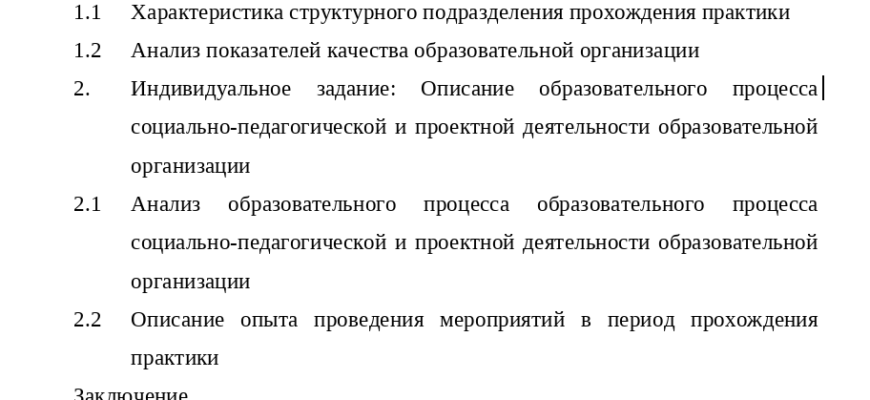 1.1 Характеристика структурного подразделения прохождения практики
1.2 Анализ показателей качества образовательной организации
2. Индивидуальное задание: Описание образовательного процесса
социально-педагогической и проектной деятельности образовательной
организации
2.1 Анализ образовательного процесса образовательного процесса
социально-педагогической и проектной деятельности образовательной
организации
2.2 Описание опыта проведения мероприятий в период прохождения
практики
Заключение